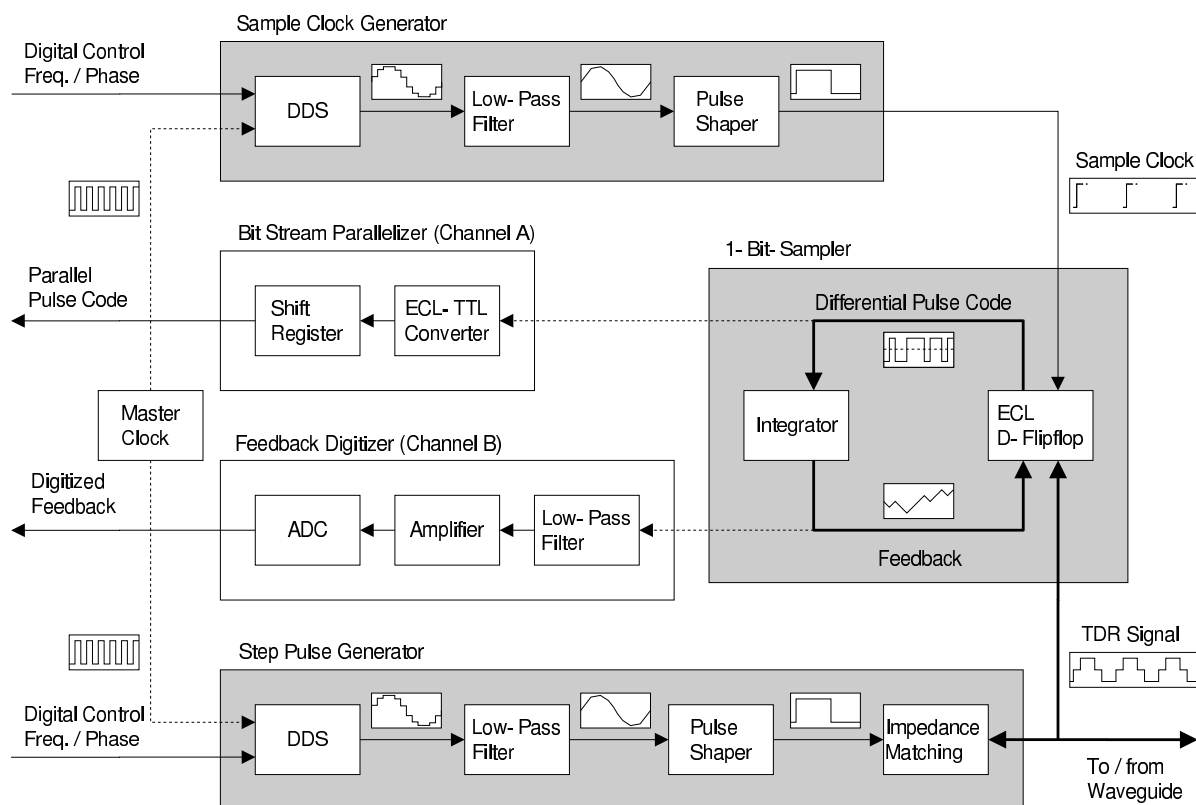 Sample Clock Generator
Digital Control
Freq. / Phase
DDS
Low- Pass
Filter
Pulse
Shaper
Sample Clock
Bit Stream Parallelizer (Channel A)
1- Bit- Sampler
Parallel
Pulse Code
Shift
Register
ECL- TTL
Converter
Differential Pulse Code
Master
Clock
Integrator
ECL
D- Flipflop
Feedback Digitizer (Channel B)
Digitized
Feedback
ADC
Amplifier
Low- Pass
Filter
Feedback
Step Pulse Generator
TDR Signal
Digital Control
Freq. / Phase
DDS
Low- Pass
Filter
Pulse
Shaper
Impedance
Matching
To / from
Waveguide